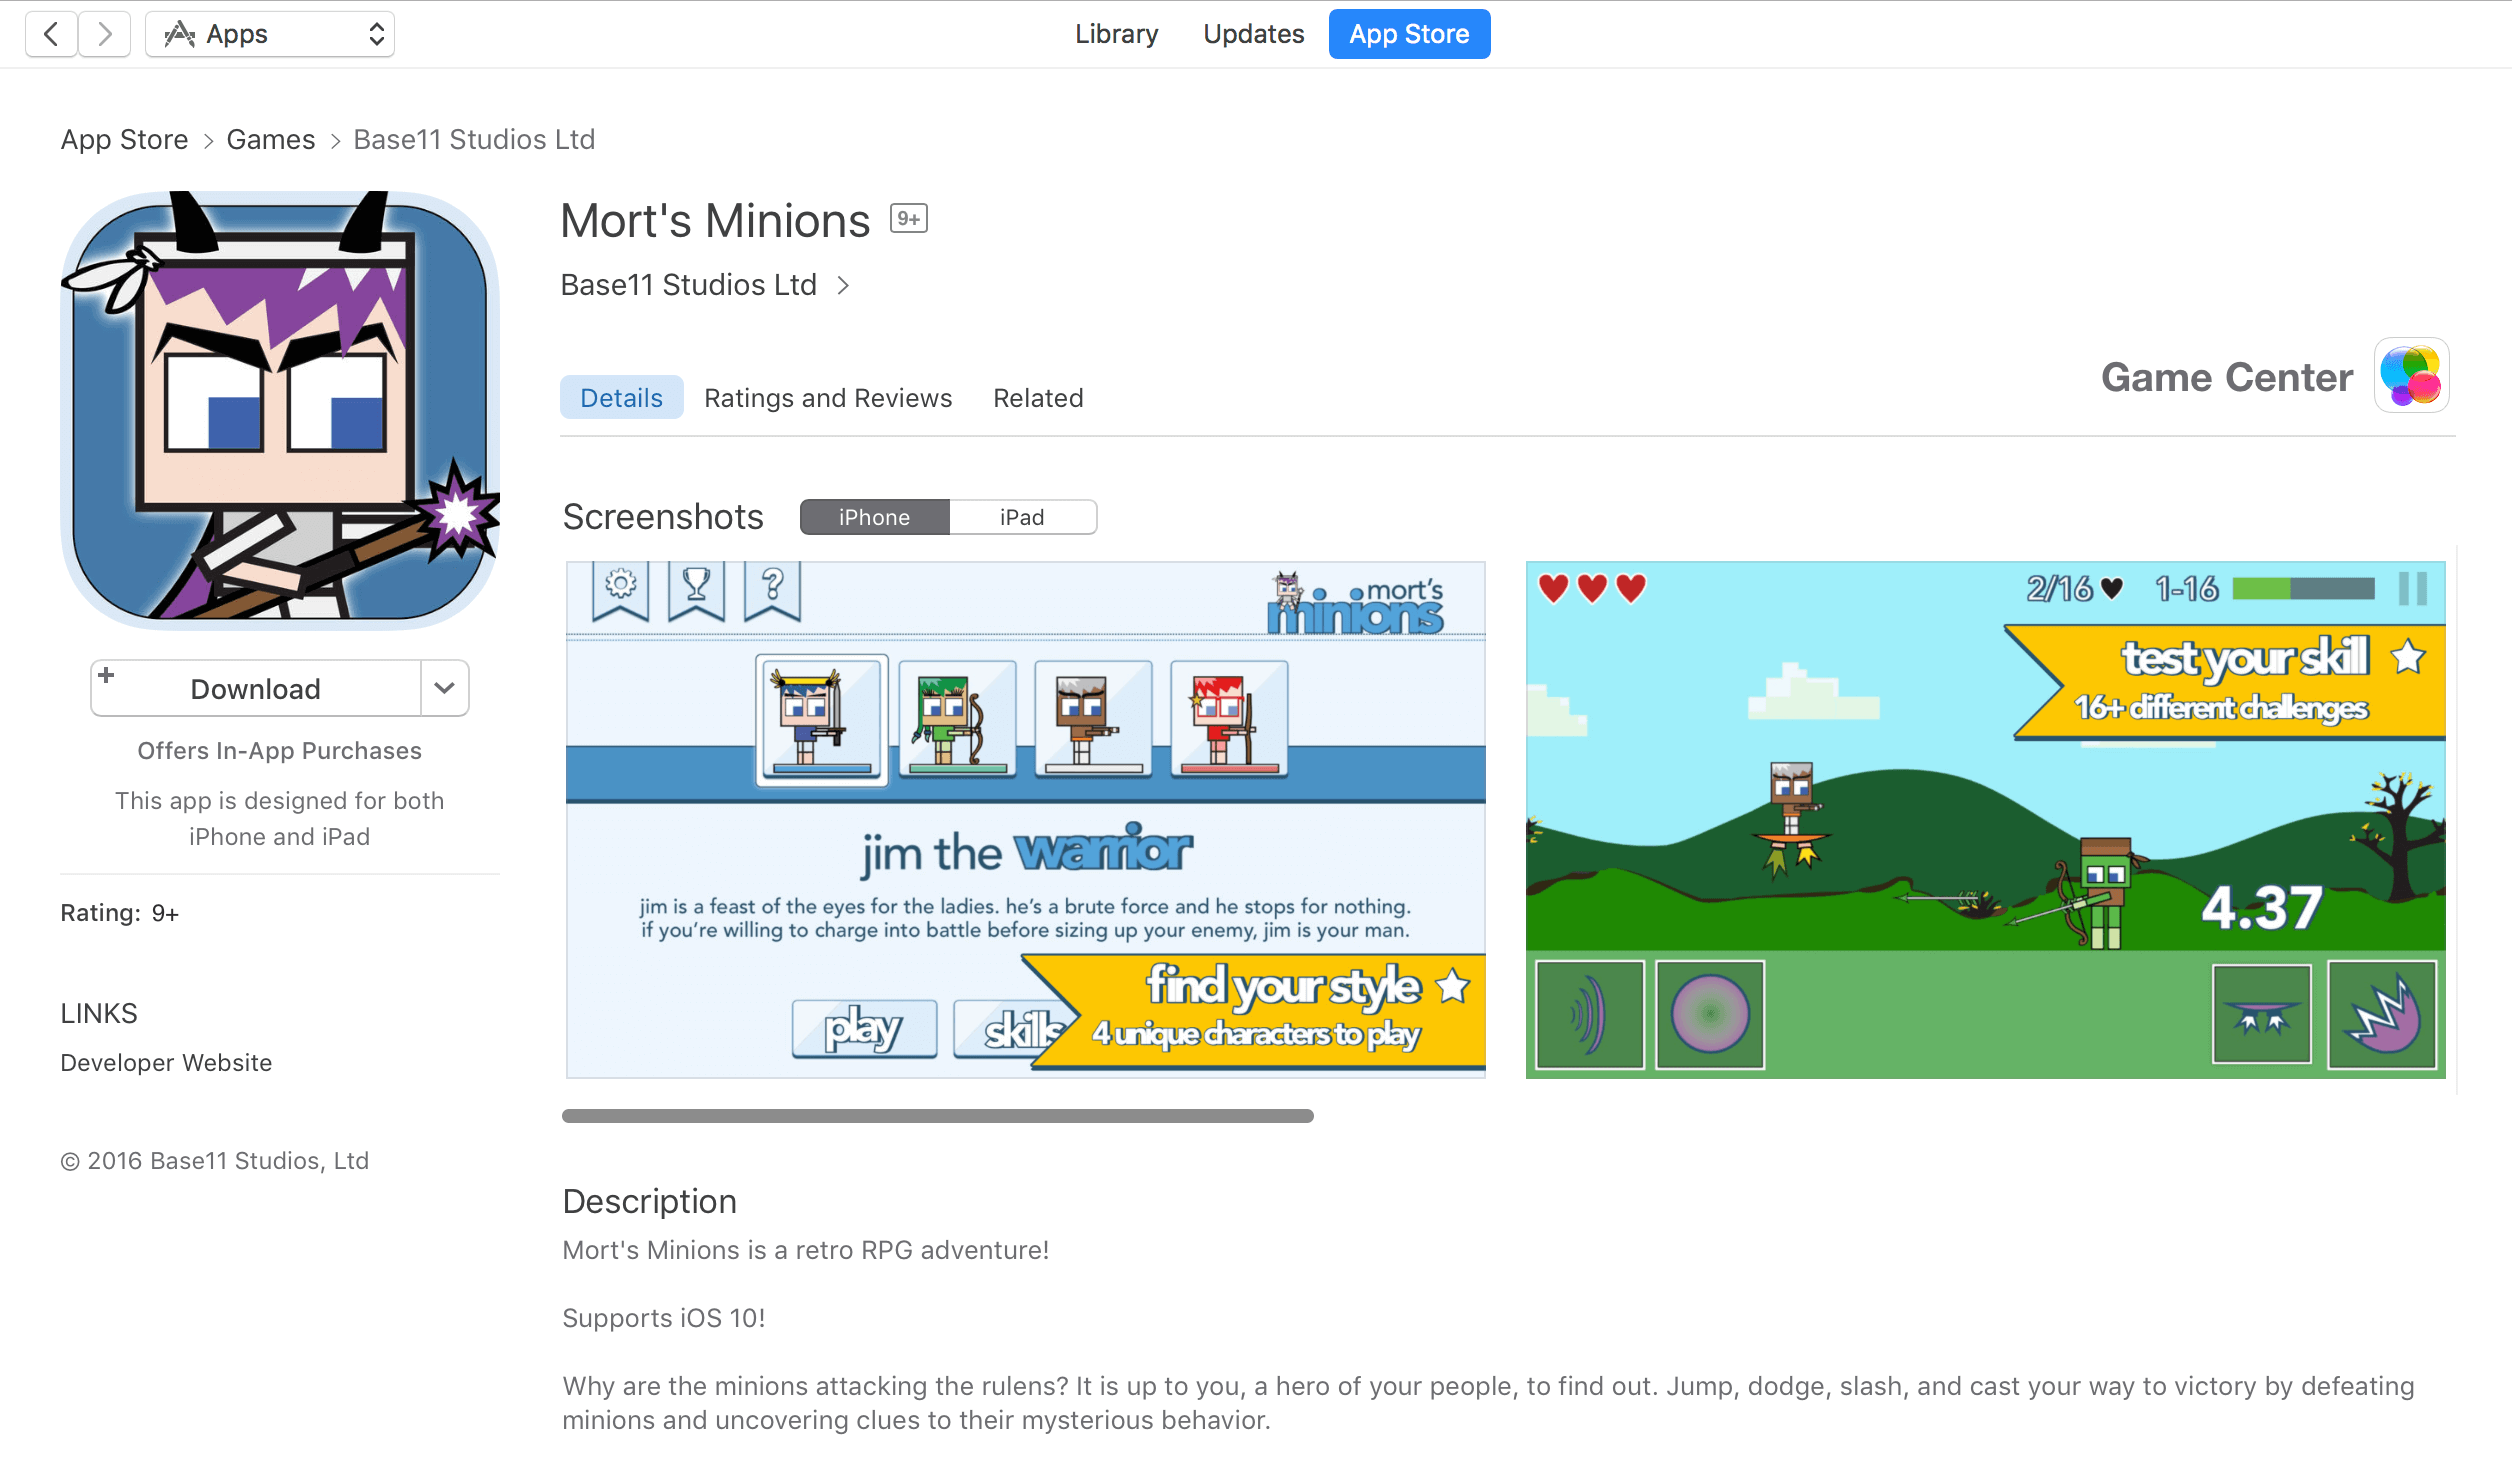 Apps
Library
Updates
App Store
App Store > Games > Base11 Studios Ltd
Mort's Minions 9+
Base11 Studios Ltd >
Details
Ratings and Reviews
Related
Game Center
Screenshots
iPhone
iPad
?
mort's
minions
jim the warrior
jim is a feast of the eyes for the ladies. he's a brute force and he stops for nothing.
if you're willing to charge into battle before sizing up your enemy, jim is your man.
play
skills
find your style
4 unique characters to play
2/16
1-16
test your skill
16+ different challenges
4.37
+
Download
Offers In-App Purchases
This app is designed for both
iPhone and iPad
Rating: 9+
LINKS
Developer Website
© 2016 Base11 Studios, Ltd
Description
Mort's Minions is a retro RPG adventure!
Supports iOS 10!
Why are the minions attacking the rulens? It is up to you, a hero of your people, to find out. Jump, dodge, slash, and cast your way to victory by defeating
minions and uncovering clues to their mysterious behavior.